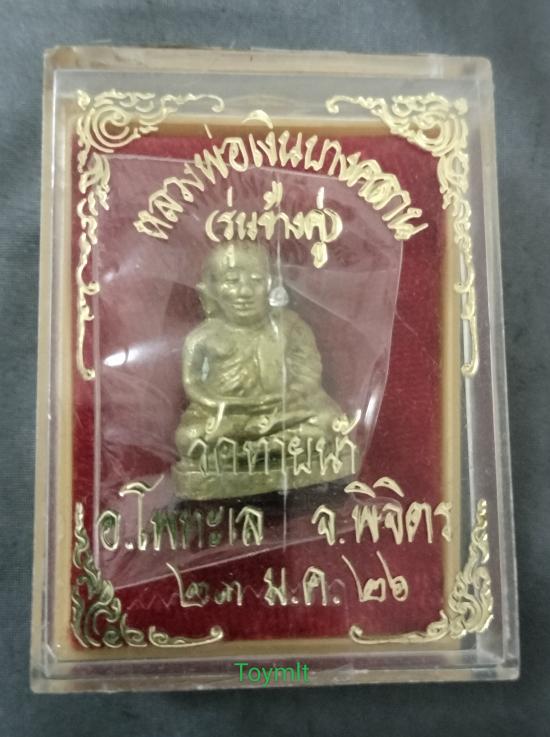 หลวงพ่อเงินบางคลาน
(รุ่นช้างคู่)
วัดท้ายน้ำ
อ.โพทะเล จ.พิจิตร
๒๓ ม.ค. ๒๖
Toymlt